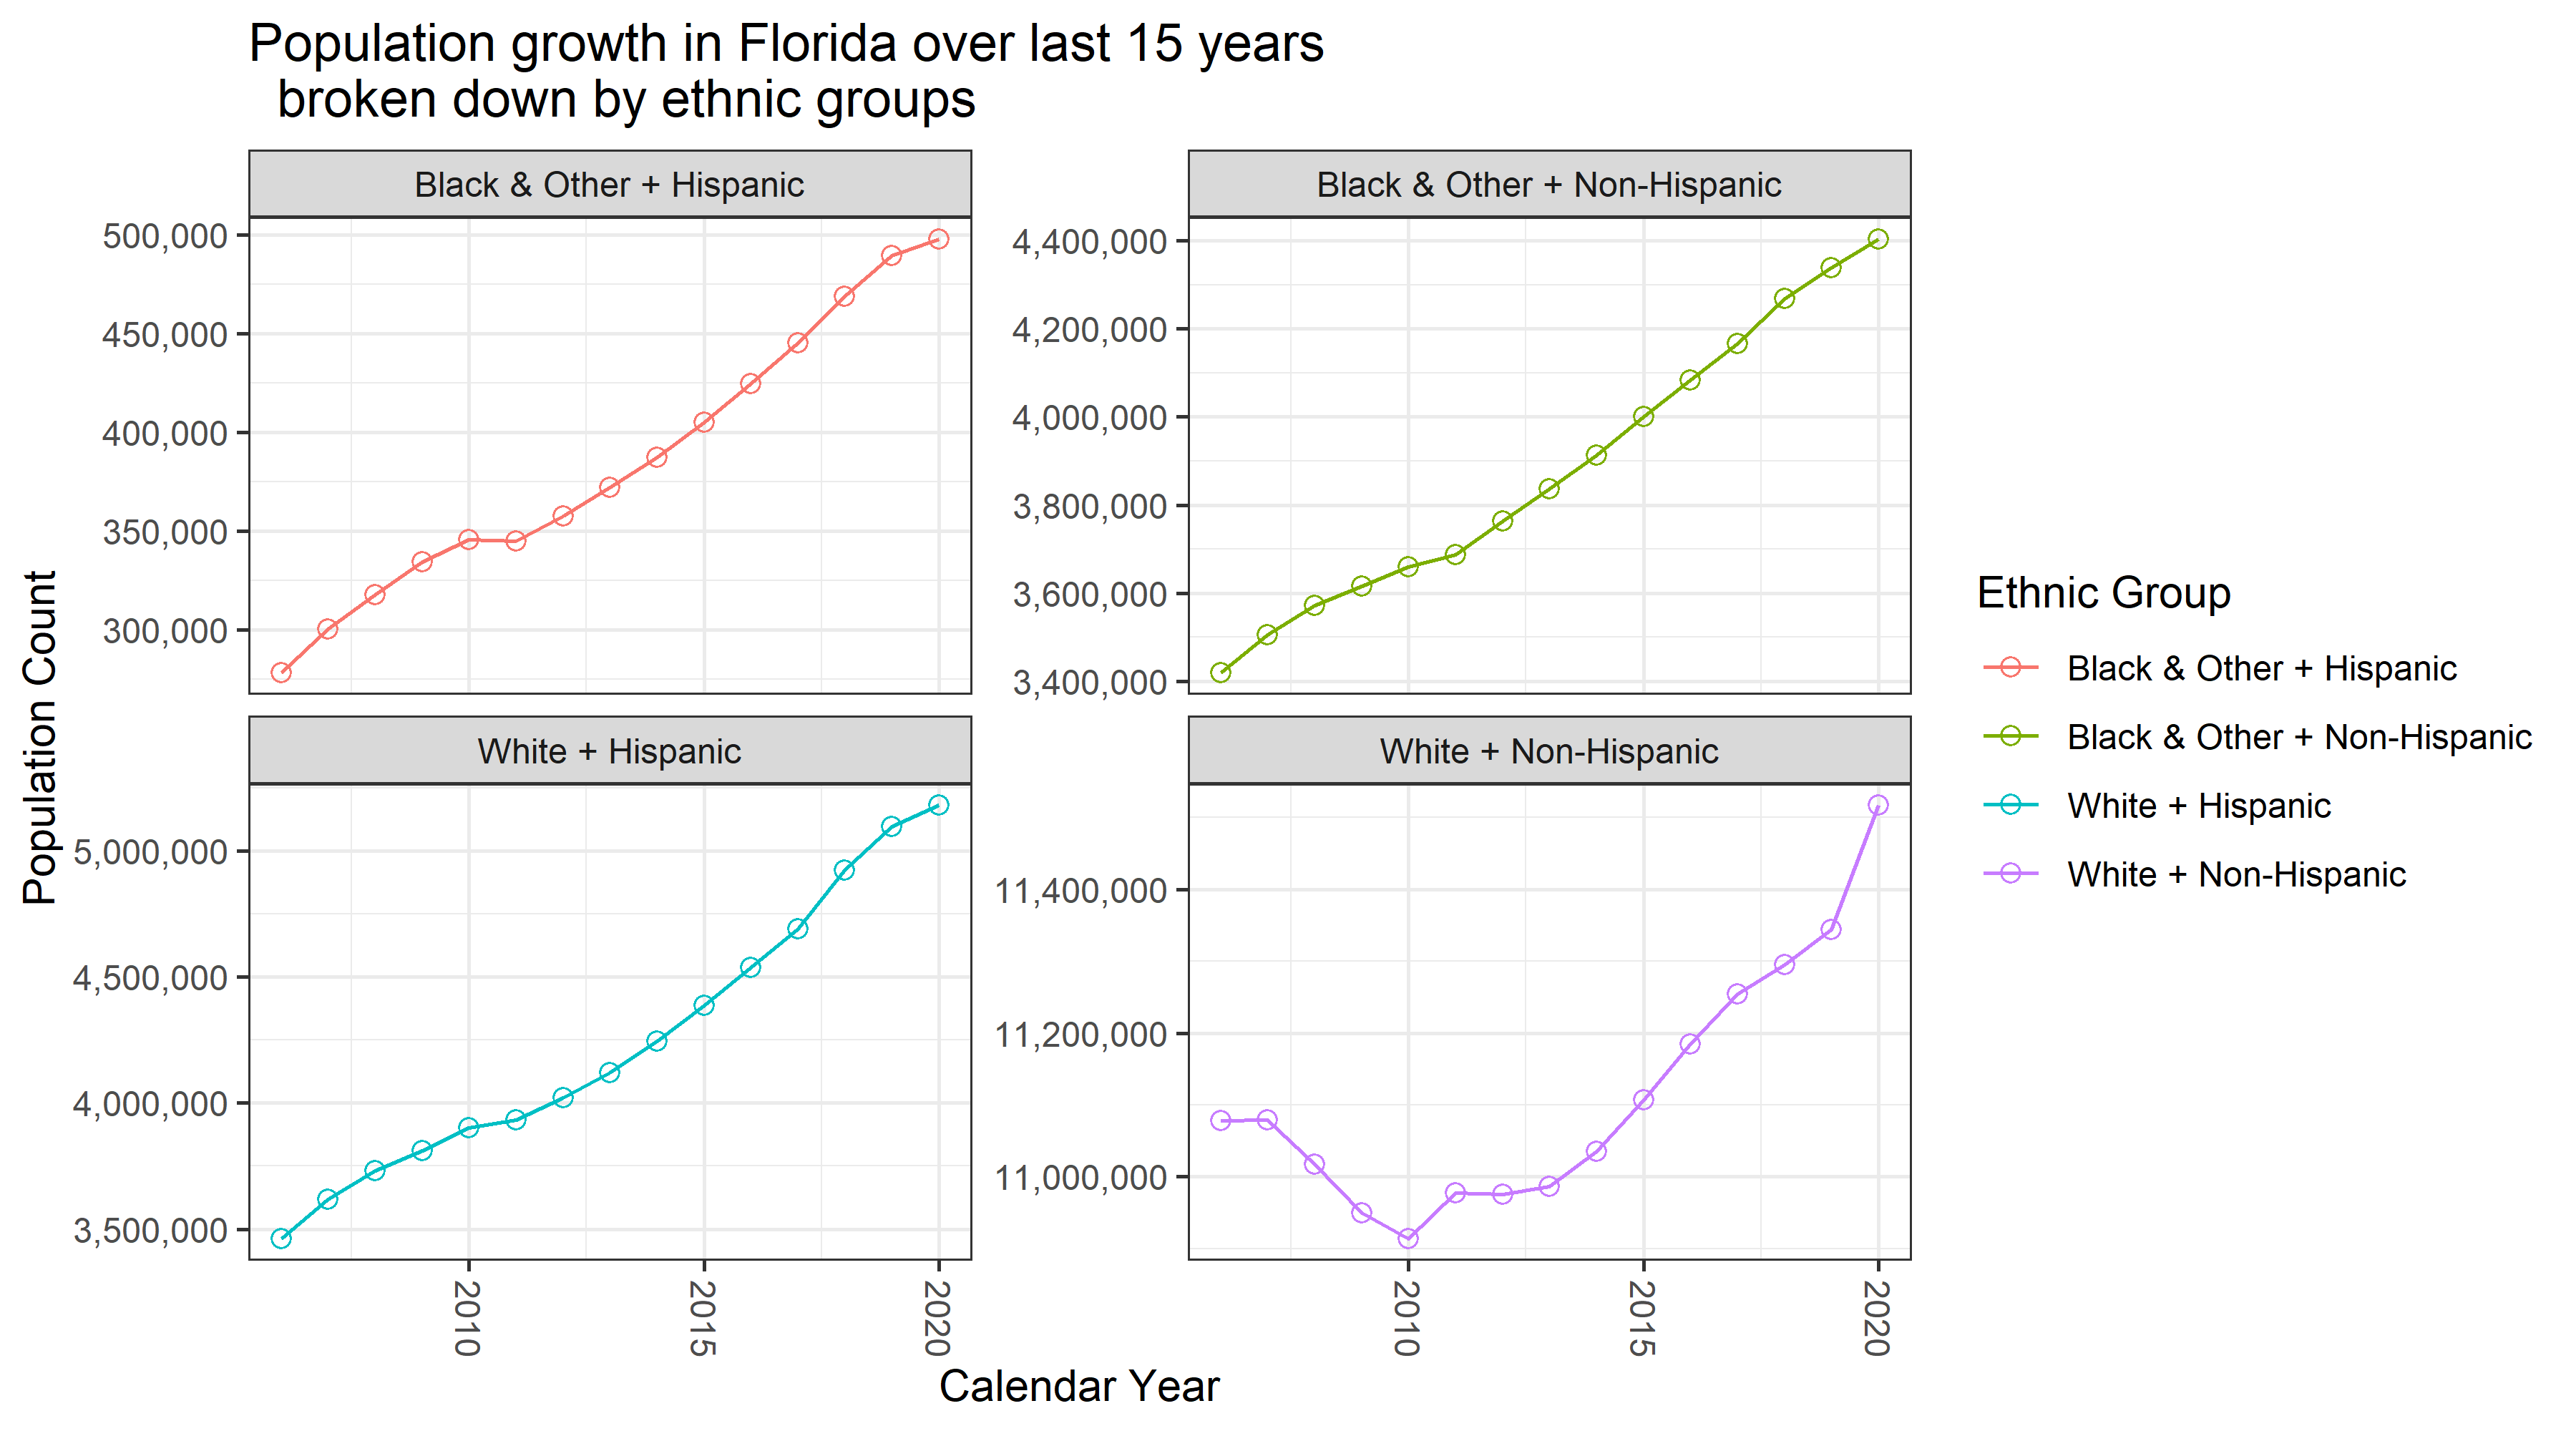 Population growth in Florida over last 15 years
broken down by ethnic groups
Population Count
Black & Other + Hispanic
500,000
450,000
400,000
350,000
300,000
Black & Other + Non-Hispanic
4,400,000
4,200,000
4,000,000
3,800,000
3,600,000
3,400,000
White + Hispanic
5,000,000
4,500,000
4,000,000
3,500,000
2010
2015
2020
White + Non-Hispanic
11,400,000
11,200,000
11,000,000
2010
2015
2020
Calendar Year
Ethnic Group
Black & Other + Hispanic
Black & Other + Non-Hispanic
White + Hispanic
White + Non-Hispanic